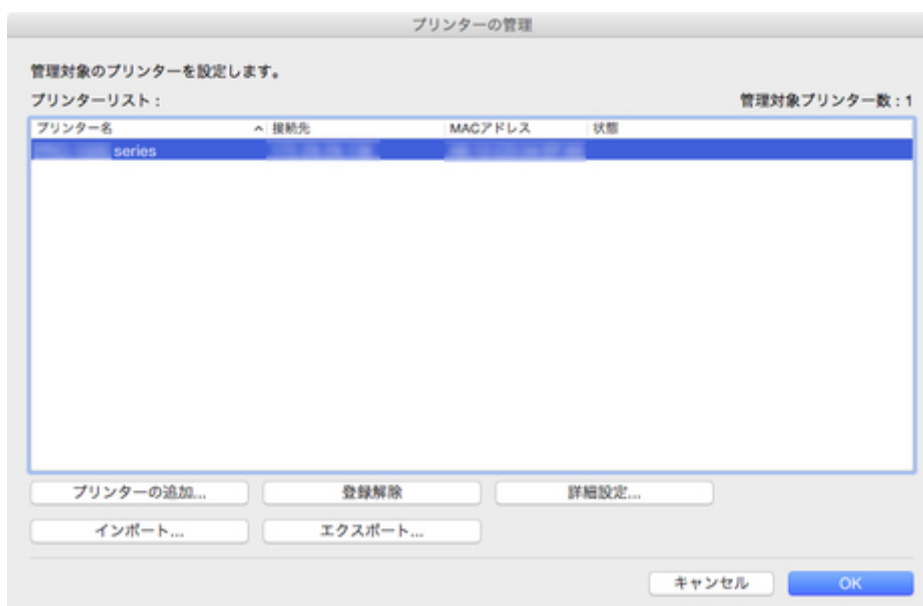 プリンターの管理
管理対象のプリンターを設定します。
プリンターリスト： 管理対象プリンター数：1
プリンター名 接続先 MACアドレス 状態
series
プリンターの追加... 登録解除 詳細設定...
インポート... エクスポート...
キャンセル OK